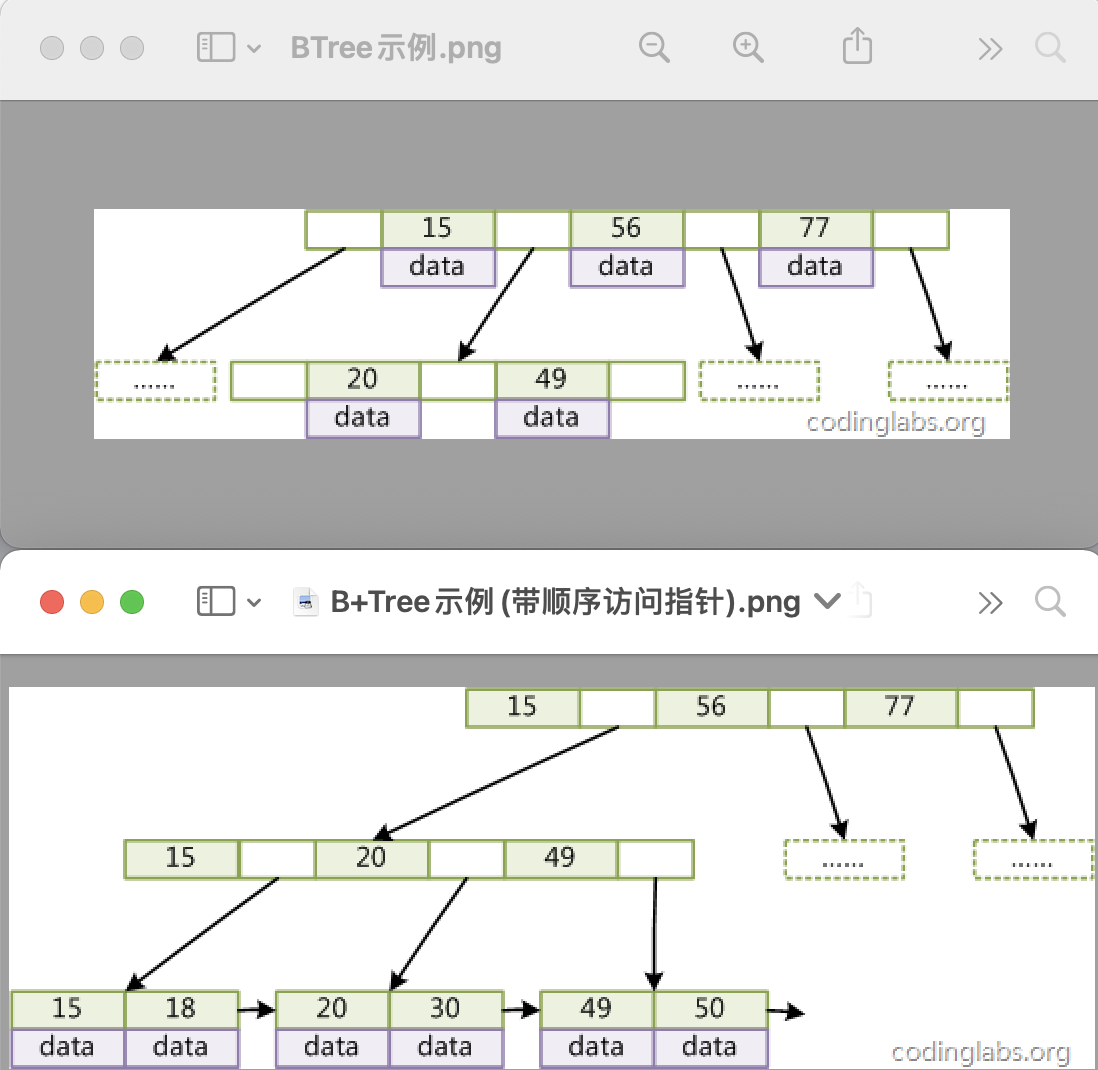 BTree示例.png
15 56 77
data data data
...... 20 49 ...... ......
data data
codinglabs.org
B+Tree示例 (带顺序访问指针).png
15 56 77
15 20 49 ...... ......
15 18 20 30 49 50
data data data data data data
codinglabs.org